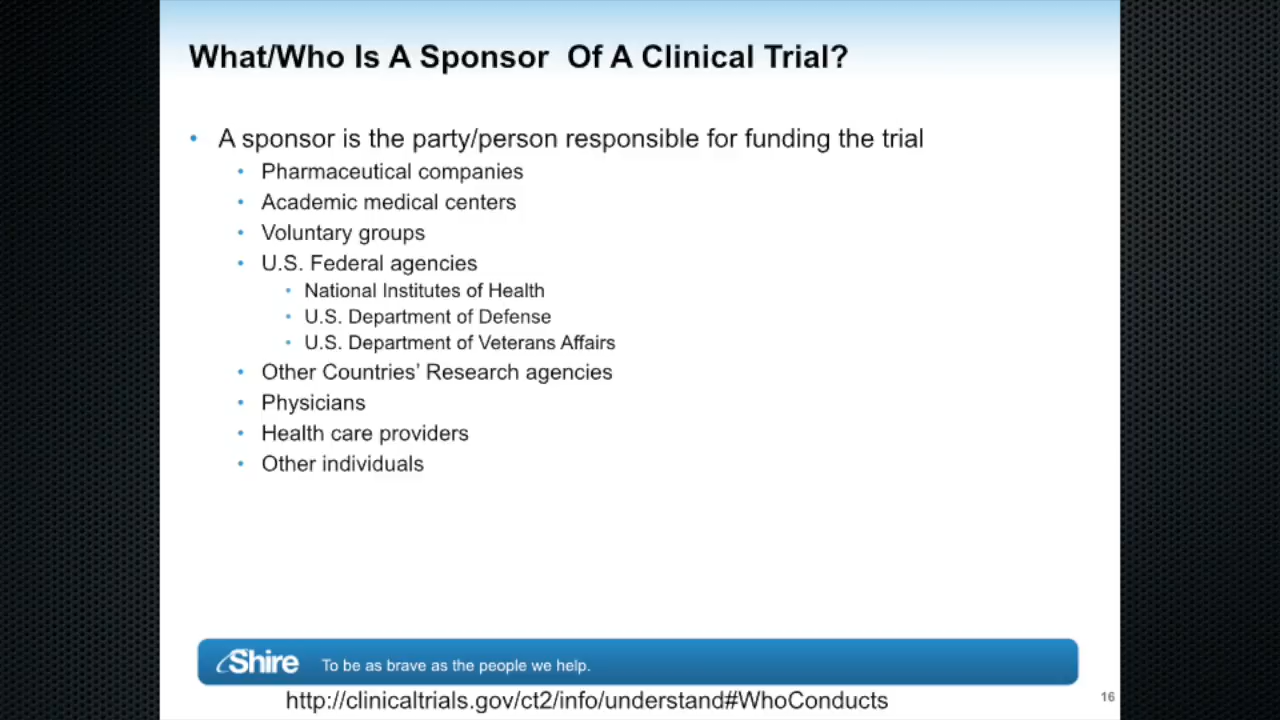 What/Who Is A Sponsor  Of A Clinical Trial?
• A sponsor is the party/person responsible for funding the trial
• Pharmaceutical companies
• Academic medical centers
• Voluntary groups
• U.S. Federal agencies
• National Institutes of Health
• U.S. Department of Defense
• U.S. Department of Veterans Affairs
• Other Countries’ Research agencies
• Physicians
• Health care providers
• Other individuals
Shire To be as brave as the people we help.
http://clinicaltrials.gov/ct2/info/understand#WhoConducts
16